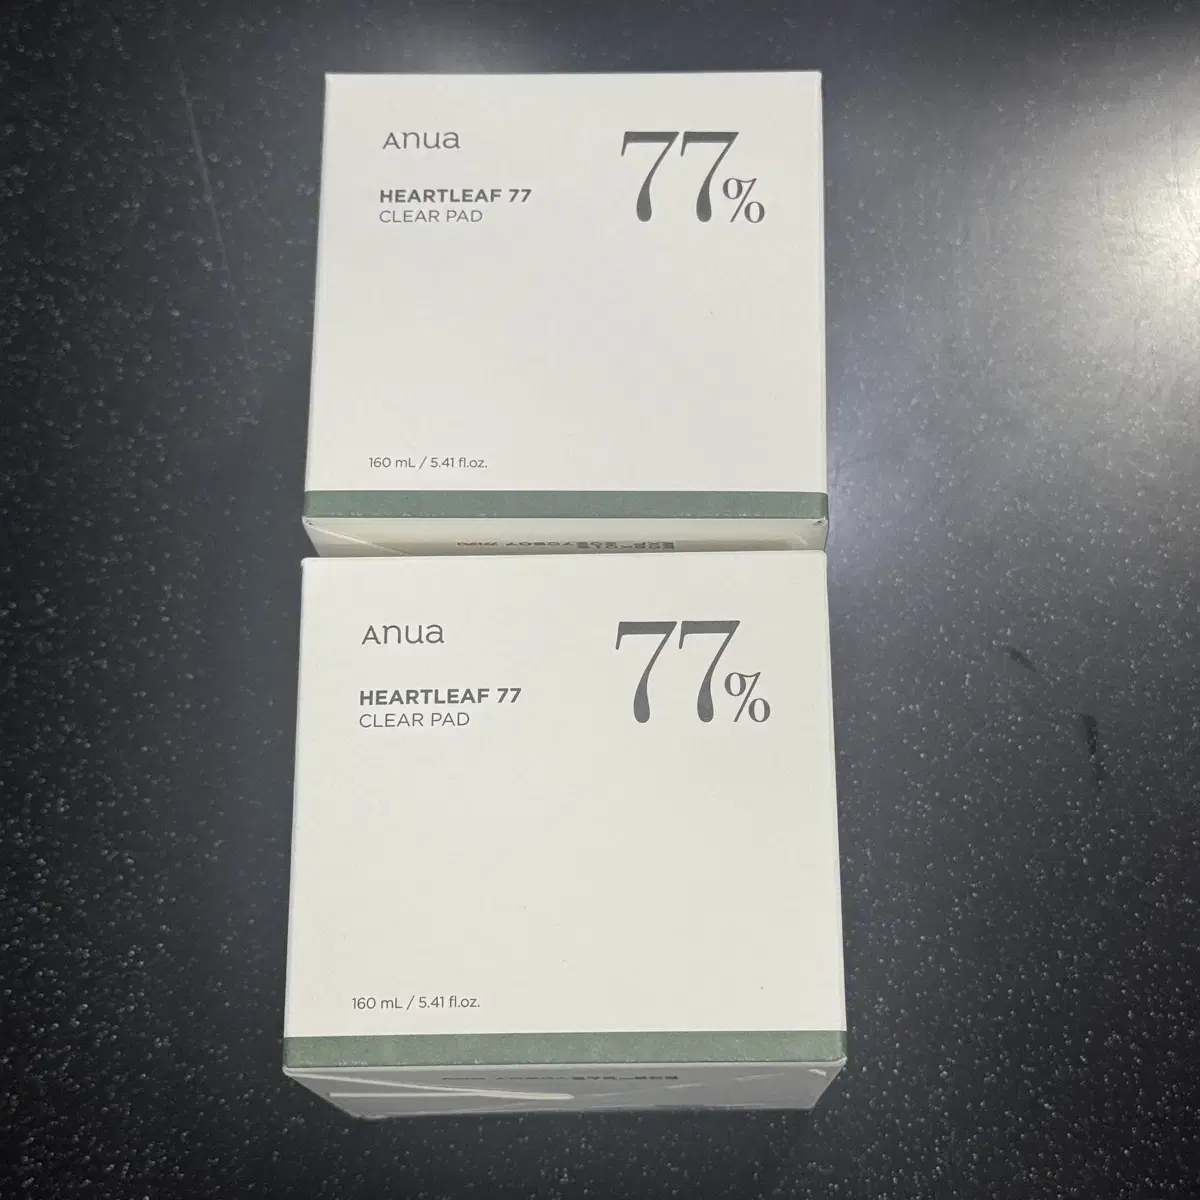 Anua
77%
HEARTLEAF 77
CLEAR PAD
160 mL / 5.41 fl.oz.
Anua
77%
HEARTLEAF 77
CLEAR PAD
160 mL / 5.41 fl.oz.